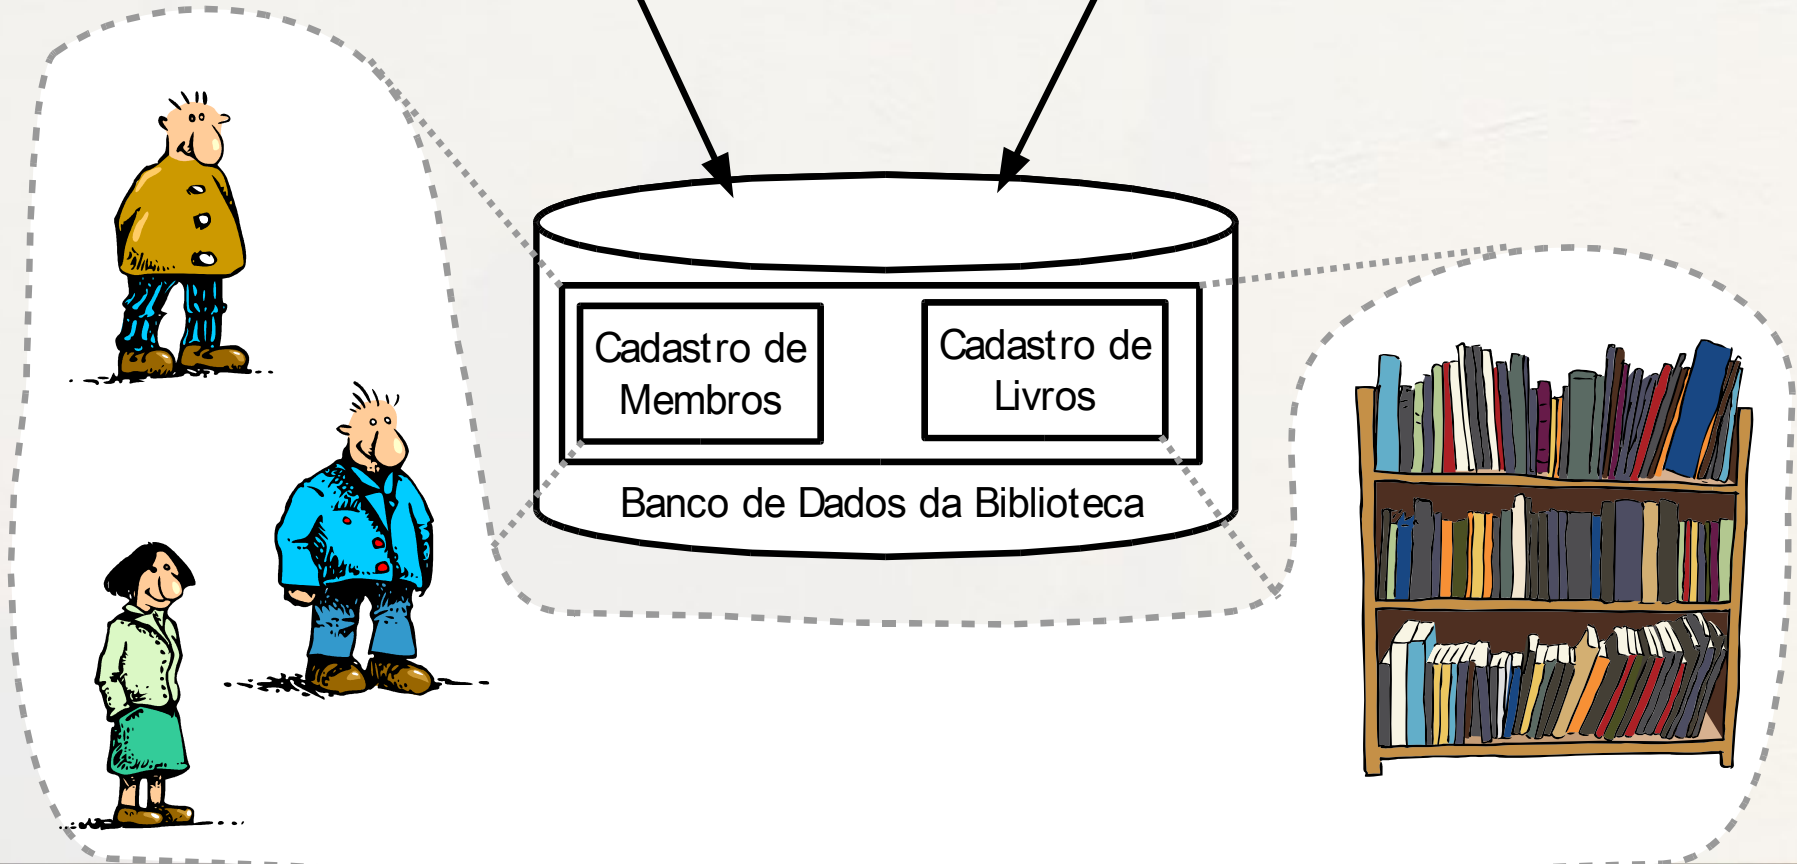 Cadastro de
Membros
Cadastro de
Livros
Banco de Dados da Biblioteca